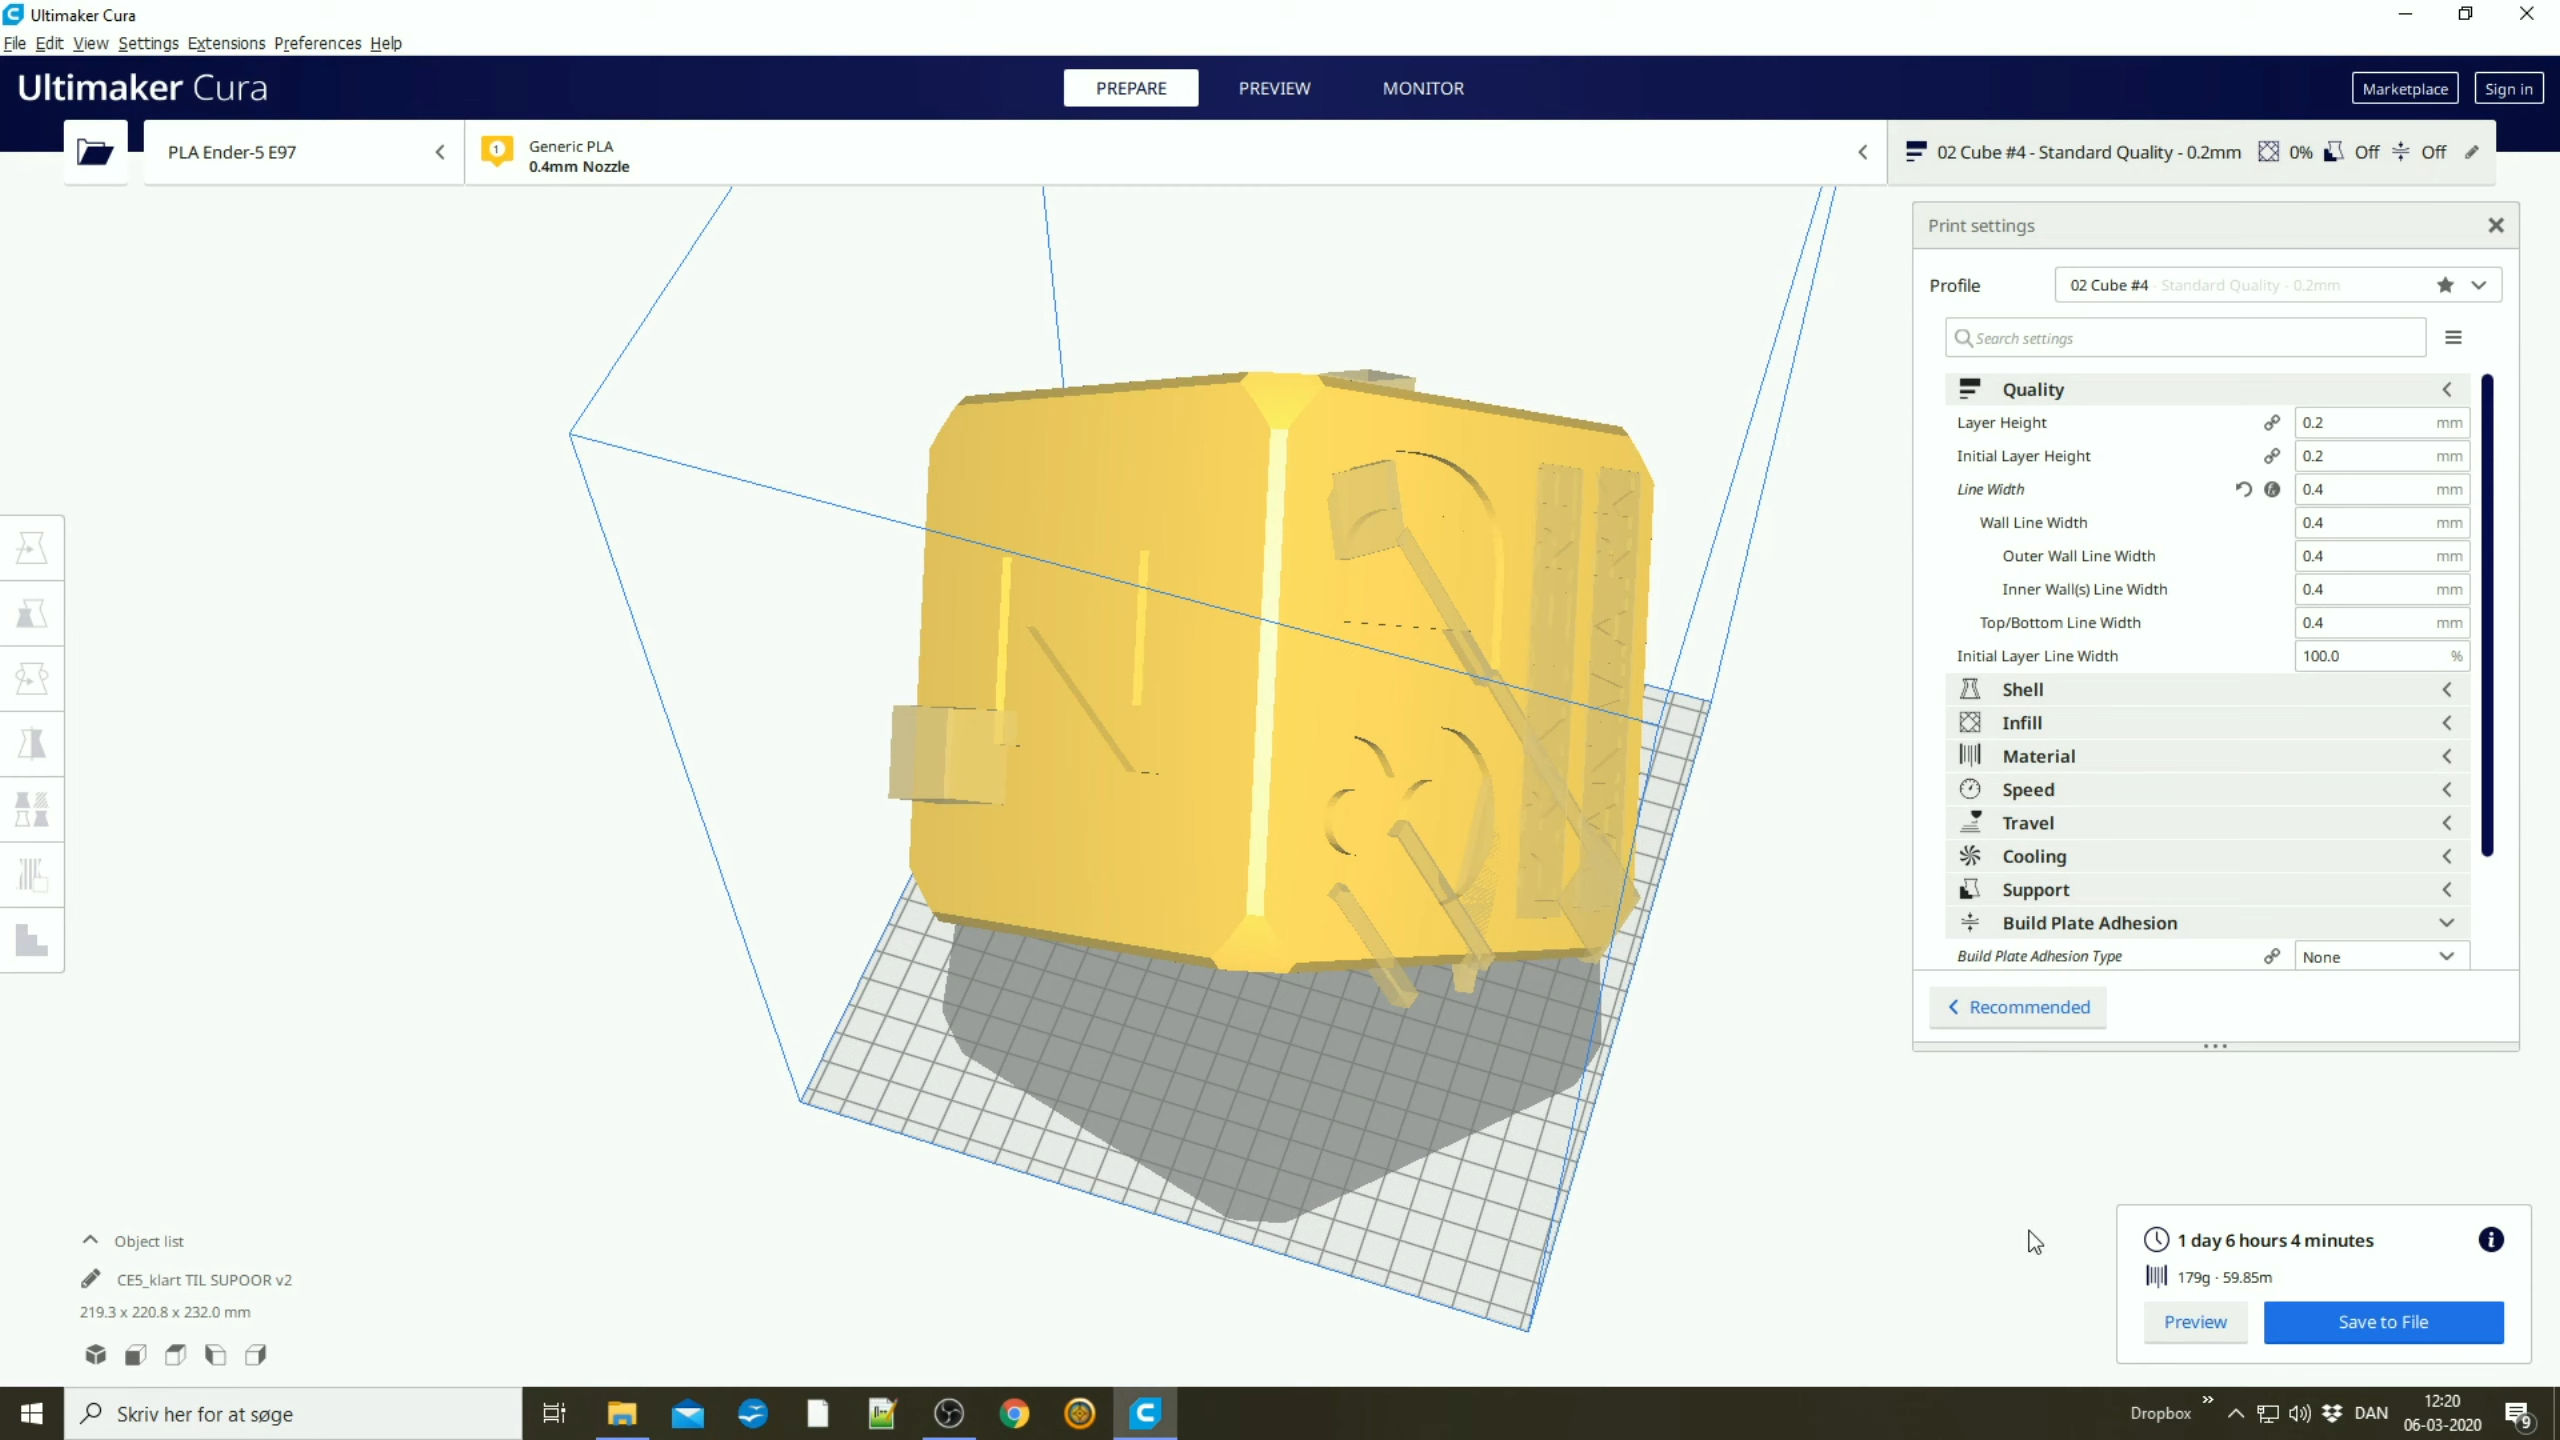 Ultimaker Cura
File Edit View Settings Extensions Preferences Help
Ultimaker Cura
PREPARE
PREVIEW
MONITOR
Marketplace
Sign in
PLA Ender-5 E97
1
Generic PLA
0.4mm Nozzle
02 Cube #4 - Standard Quality - 0.2mm
0%
Off
Off
Print settings
Profile
02 Cube #4 - Standard Quality - 0.2mm
Search settings
Quality
Layer Height 0.2 mm
Initial Layer Height 0.2 mm
Line Width 0.4 mm
Wall Line Width 0.4 mm
Outer Wall Line Width 0.4 mm
Inner Wall(s) Line Width 0.4 mm
Top/Bottom Line Width 0.4 mm
Initial Layer Line Width 100.0 %
Shell
Infill
Material
Speed
Travel
Cooling
Support
Build Plate Adhesion
Build Plate Adhesion Type None
Recommended
Object list
CE5_klart TIL SUPOOR v2
219.3 x 220.8 x 232.0 mm
1 day 6 hours 4 minutes
179g · 59.85m
Preview
Save to File
Skriv her for at søge
Dropbox
DAN
12:20
06-03-2020
9